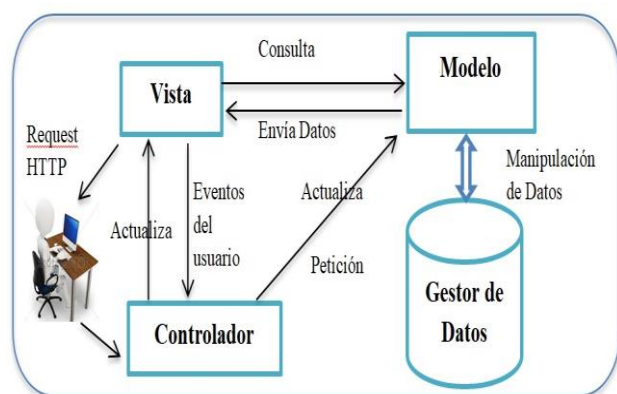 Consulta
Modelo
Vista
Envía Datos
Request
HTTP
Manipulación
de Datos
Actualiza
Eventos
del
usuario
Actualiza
Petición
Gestor de
Datos
Controlador